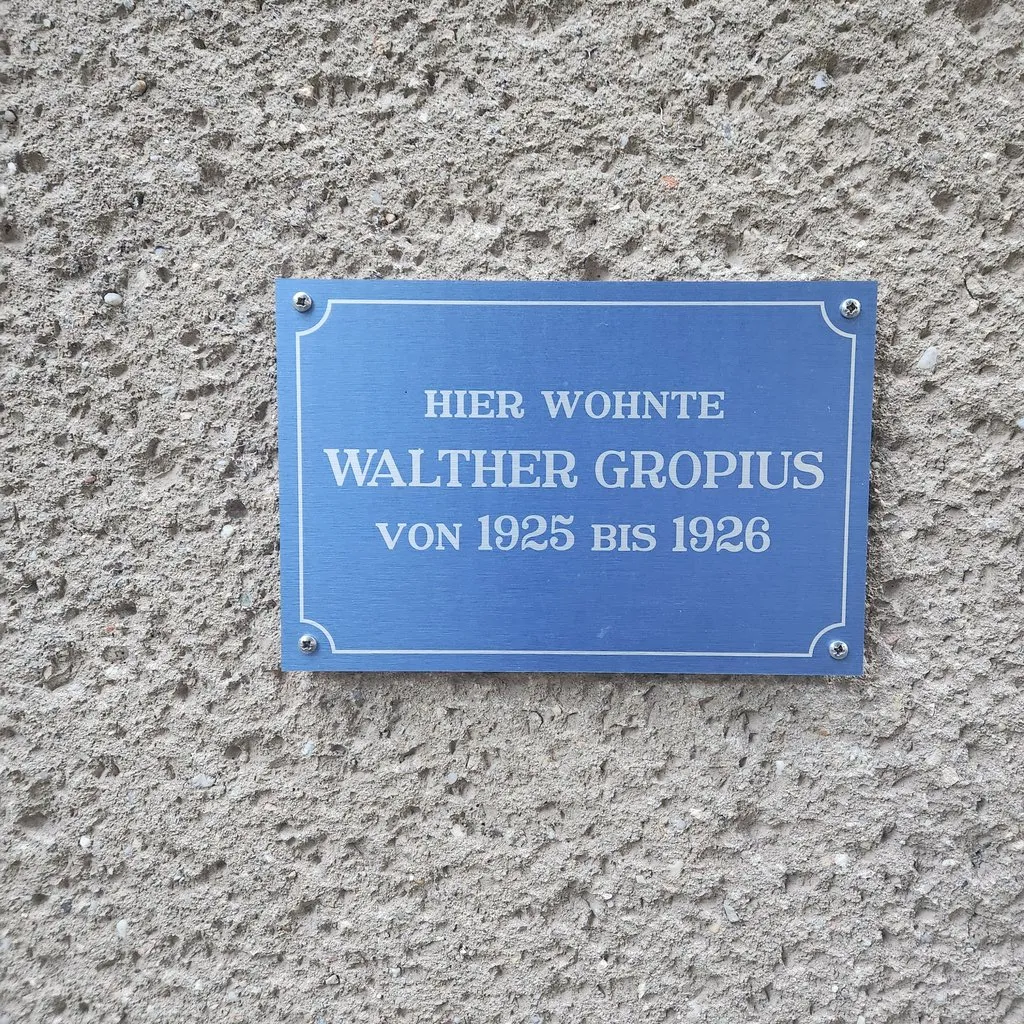 HIER WOHNTE
WALTHER GROPIUS
VON 1925 BIS 1926